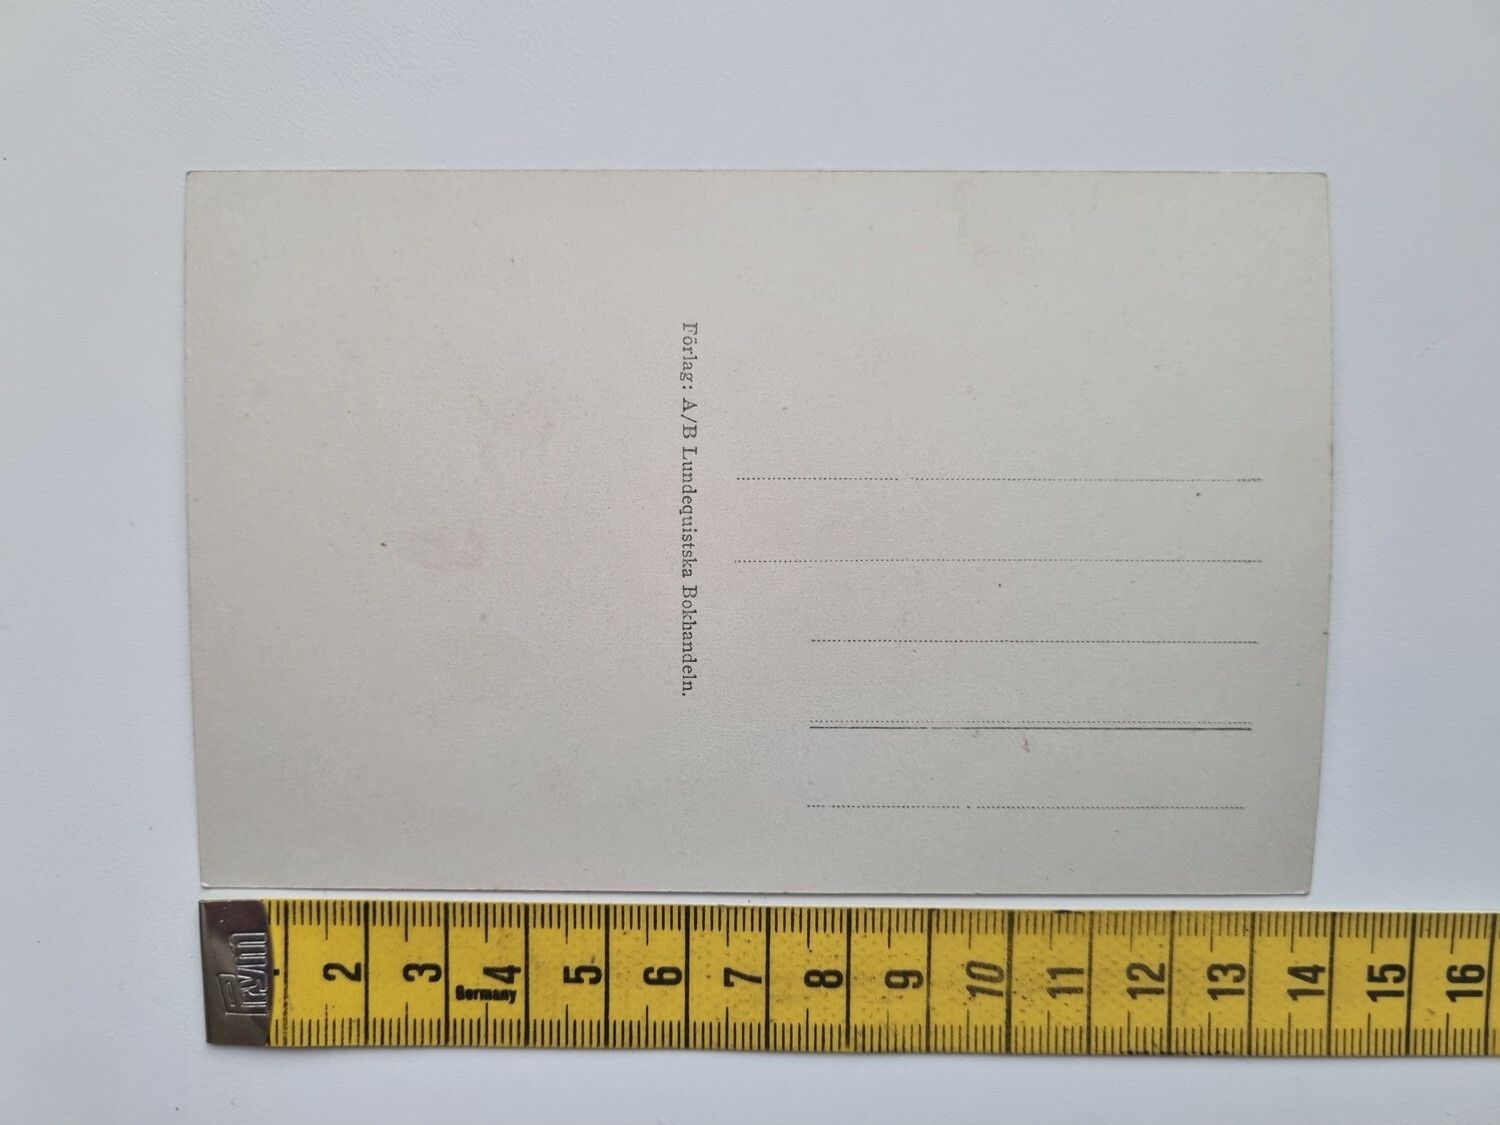 Förlag: A/B Lundequistska Bokhandeln.
Prym
2 3 4 5 6 7 8 9 10 11 12 13 14 15 16
Germany